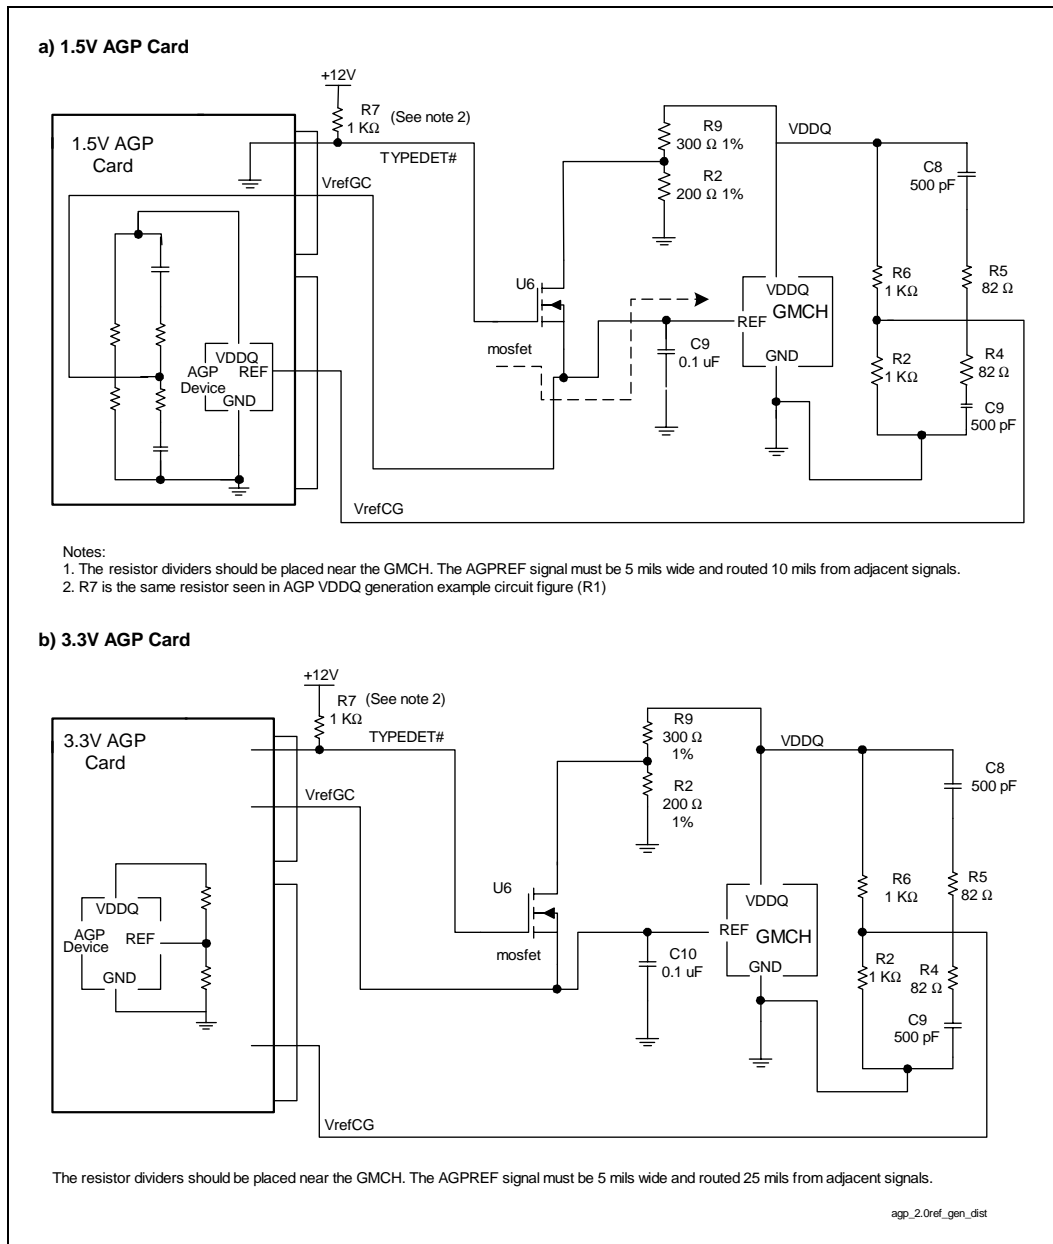 a) 1.5V AGP Card
+12V
R7
1 KΩ
(See note 2)
TYPEDET#
1.5V AGP
Card
VrefGC
VDDQ
AGP
REF
Device
GND
U6
mosfet
R9
300 Ω 1%
R2
200 Ω 1%
VDDQ
VDDQ
GMCH
REF
GND
C9
0.1 uF
C8
500 pF
R6
1 KΩ
R5
82 Ω
R2
1 KΩ
R4
82 Ω
C9
500 pF
VrefCG
Notes:
1. The resistor dividers should be placed near the GMCH. The AGPREF signal must be 5 mils wide and routed 10 mils from adjacent signals.
2. R7 is the same resistor seen in AGP VDDQ generation example circuit figure (R1)
b) 3.3V AGP Card
+12V
R7
1 KΩ
(See note 2)
TYPEDET#
3.3V AGP
Card
VrefGC
VDDQ
AGP
Device
REF
GND
U6
mosfet
R9
300 Ω
1%
R2
200 Ω
1%
VDDQ
VDDQ
REF
GMCH
GND
C10
0.1 uF
C8
500 pF
R6
1 KΩ
R5
82 Ω
R2
1 KΩ
R4
82 Ω
C9
500 pF
VrefCG
The resistor dividers should be placed near the GMCH. The AGPREF signal must be 5 mils wide and routed 25 mils from adjacent signals.
agp_2.0ref_gen_dist